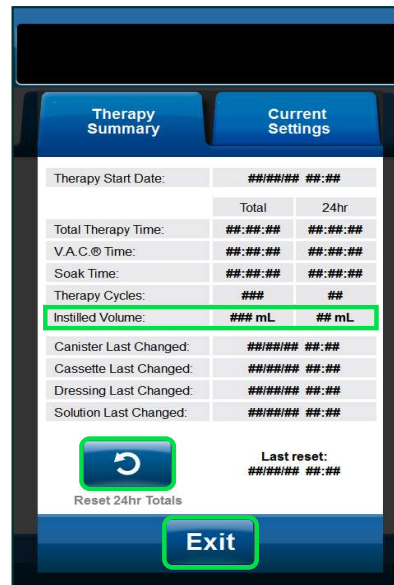 Therapy Summary
Current Settings
Therapy Start Date: ##/##/## ##:##
Total 24hr
Total Therapy Time: ##:##:## ##:##:##
V.A.C.® Time: ##:##:## ##:##:##
Soak Time: ##:##:## ##:##:##
Therapy Cycles: ### ##
Instilled Volume: ### mL ## mL
Canister Last Changed: ##/##/## ##:##
Cassette Last Changed: ##/##/## ##:##
Dressing Last Changed: ##/##/## ##:##
Solution Last Changed: ##/##/## ##:##
Last reset:
##/##/## ##:##
Reset 24hr Totals
Exit